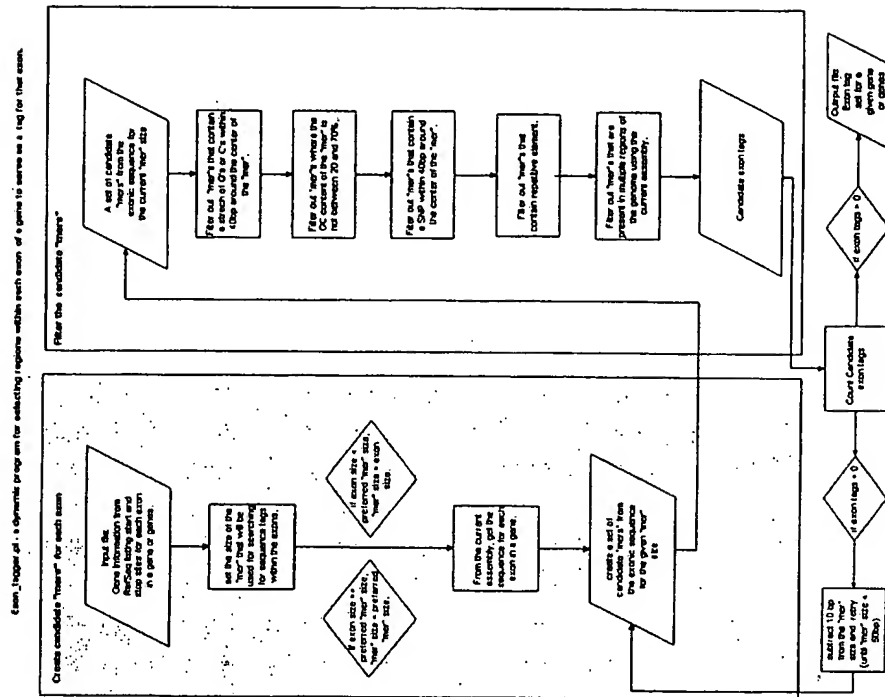 Exon_tagger.pl - a dynamic program for selecting regions within each exon of a gene to serve as a tag for that exon.
Create candidate "mers" for each exon
Input file
Gene Information from
RefSeq listing start and
stop sites for each exon
in a gene or genes.
set the size of the
"mer" that will be
used for searching
for sequence tags
within the exons.
if exon size >=
preferred "mer" size,
"mer" size = preferred
"mer" size.
if exon size <
preferred "mer" size,
"mer" size = exon
size.
From the current
assembly, get the
sequence for each
exon in a gene.
create a set of
candidate "mers" from
the exonic sequence
for the given "mer"
size
Filter the candidate "mers"
A set of candidate
"mers" from the
exonic sequence for
the current "mer" size
Filter out "mer"s that contain
a stretch of G's or C's within
40bp around the center of
the "mer".
Filter out "mer"s where the
GC content of the "mer" is
not between 20 and 70%.
Filter out "mer"s that contain
a SNP within 40bp around
the center of the "mer".
Filter out "mer"s that
contain repetitive element.
Filter out "mer"s that are
present in multiple regions of
the genome using the
current assembly.
Candidate exon tags
subtract 10 bp
from the "mer"
size and retry
(until "mer" size <
50bp)
if exon tags = 0
Count Candidate
exon tags
if exon tags > 0
Output file
Exon tag
set for a
given gene
or genes